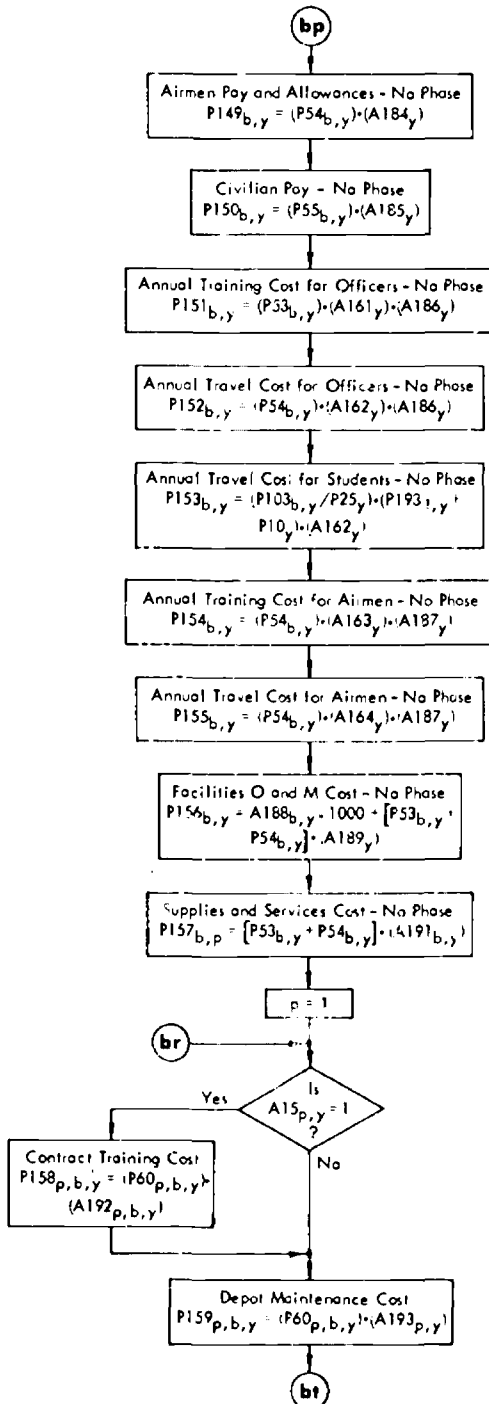 bp
Airmen Pay and Allowances - No Phase
P149b,y = (P54b,y)•(A184y)
Civilian Pay - No Phase
P150b,y = (P55b,y)•(A185y)
Annual Training Cost for Officers - No Phase
P151b,y = (P53b,y)•(A161y)•(A186y)
Annual Travel Cost for Officers - No Phase
P152b,y = (P54b,y)•(A162y)•(A186y)
Annual Travel Cost for Students - No Phase
P153b,y = (P103b,y/P25y)•(P1931,y +
P10y)•(A162y)
Annual Training Cost for Airmen - No Phase
P154b,y = (P54b,y)•(A163y)•(A187y)
Annual Travel Cost for Airmen - No Phase
P155b,y = (P54b,y)•(A164y)•(A187y)
Facilities O and M Cost - No Phase
P156b,y = A188b,y • 1000 + [P53b,y +
P54b,y] • (A189y)
Supplies and Services Cost - No Phase
P157b,p = [P53b,y + P54b,y] • (A191b,y)
p = 1
br
Is
Yes
A15p,y = 1
?
No
Contract Training Cost
P158p,b,y = (P60p,b,y)•
(A192p,b,y)
Depot Maintenance Cost
P159p,b,y = (P60p,b,y)•(A193p,y)
bt